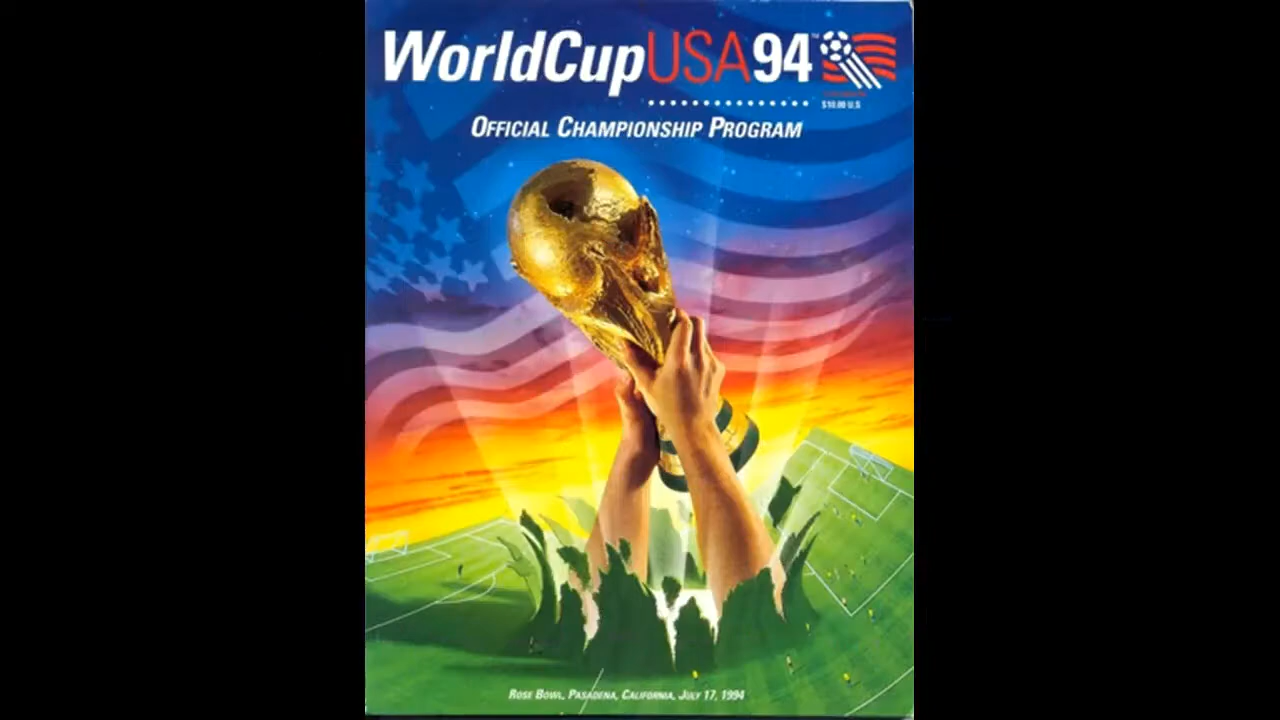 WorldCupUSA94
$10.00 U.S
OFFICIAL CHAMPIONSHIP PROGRAM
ROSE BOWL, PASADENA, CALIFORNIA, JULY 17, 1994